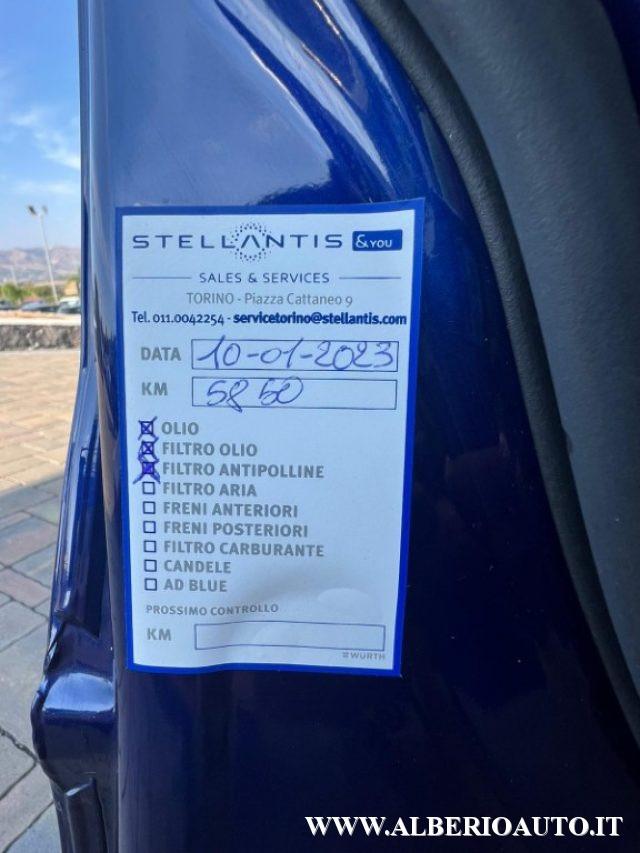 STELLANTIS &YOU
SALES & SERVICES
TORINO - Piazza Cattaneo 9
Tel. 011.0042254 - servicetorino@stellantis.com
DATA 10-01-2023
KM 5850
OLIO
FILTRO OLIO
FILTRO ANTIPOLLINE
FILTRO ARIA
FRENI ANTERIORI
FRENI POSTERIORI
FILTRO CARBURANTE
CANDELE
AD BLUE
PROSSIMO CONTROLLO
KM
WÜRTH
WWW.ALBERIOAUTO.IT